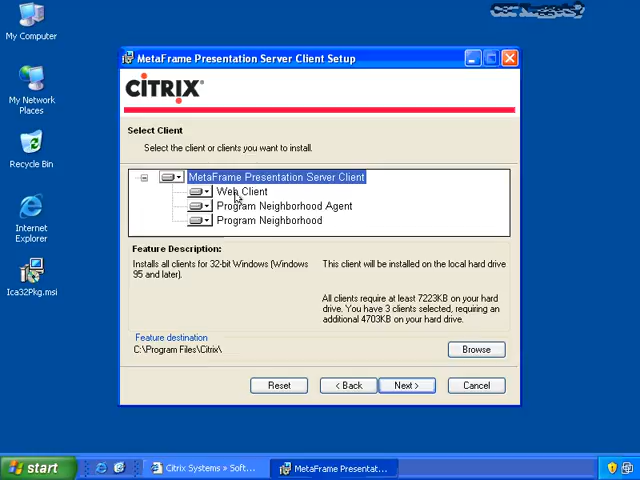 CBT Nuggets
My Computer
My Network
Places
Recycle Bin
Internet
Explorer
Ica32Pkg.msi
MetaFrame Presentation Server Client Setup
CITRIX®
Select Client
Select the client or clients you want to install.
MetaFrame Presentation Server Client
Web Client
Program Neighborhood Agent
Program Neighborhood
Feature Description:
Installs all clients for 32-bit Windows (Windows
95 and later).
This client will be installed on the local hard drive
All clients require at least 7223KB on your hard
drive. You have 3 clients selected, requiring an
additional 4703KB on your hard drive.
Feature destination
C:\Program Files\Citrix\
Browse
Reset
< Back
Next >
Cancel
start
Citrix Systems » Soft...
MetaFrame Presentat...